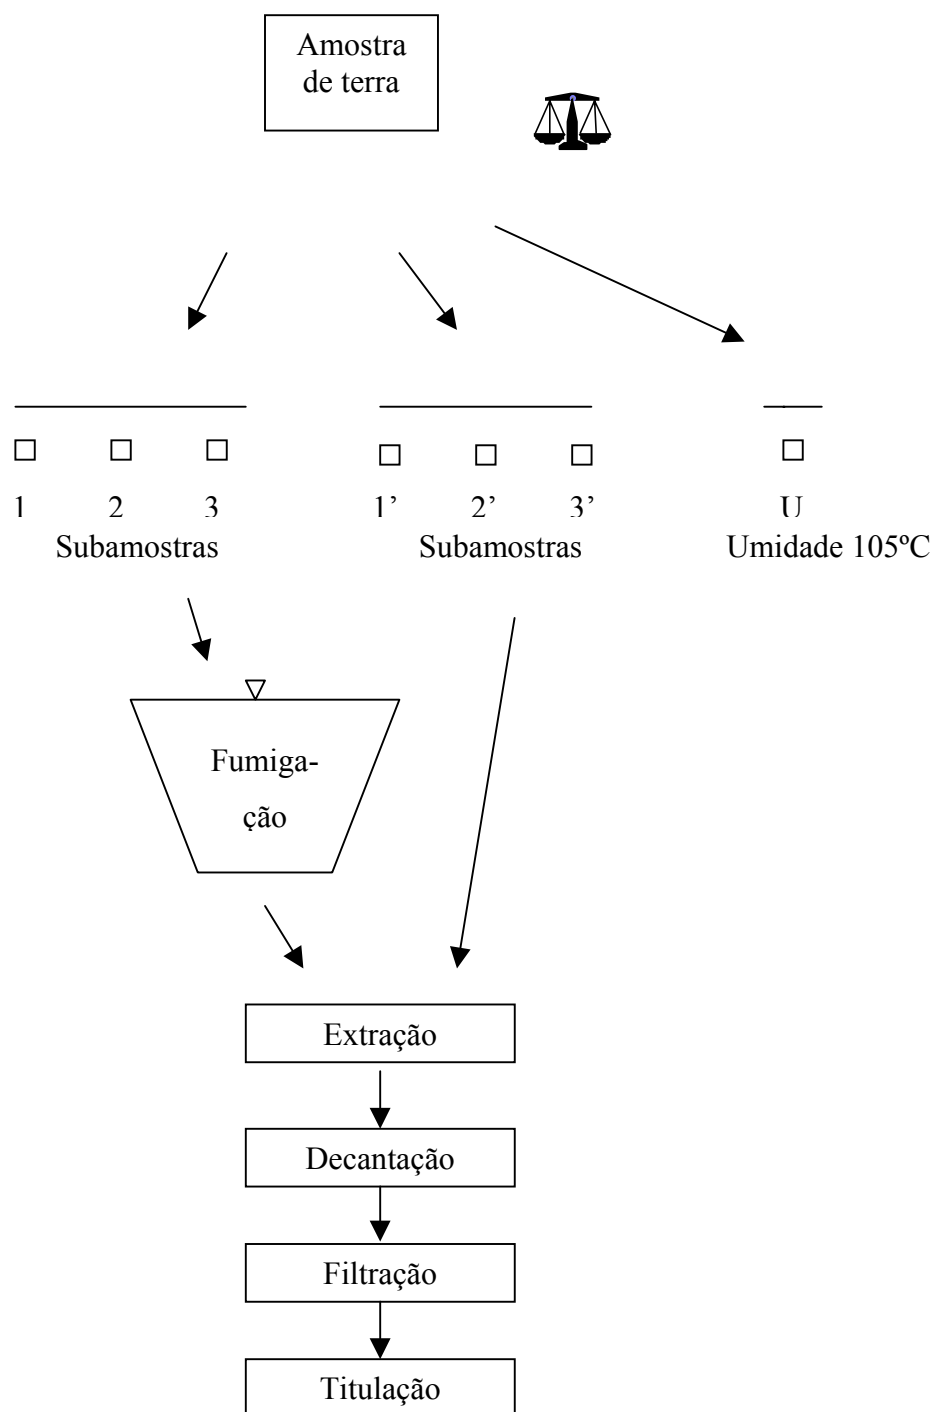 Amostra
de terra
1 2 3 1’ 2’ 3’ U
Subamostras Subamostras Umidade 105ºC
Fumiga-
ção
Extração
Decantação
Filtração
Titulação